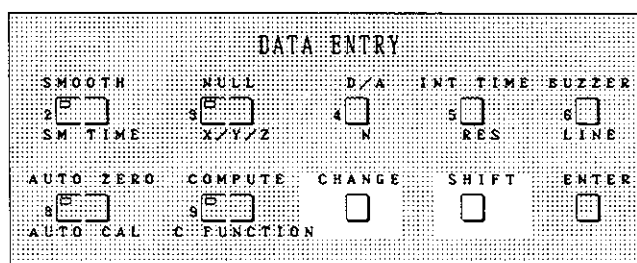 DATA ENTRY
SMOOTH NULL D/A INT TIME BUZZER
2 3 4 5 6
SM TIME X/Y/Z N RES LINE
AUTO ZERO COMPUTE CHANGE SHIFT ENTER
8 9
AUTO CAL C FUNCTION